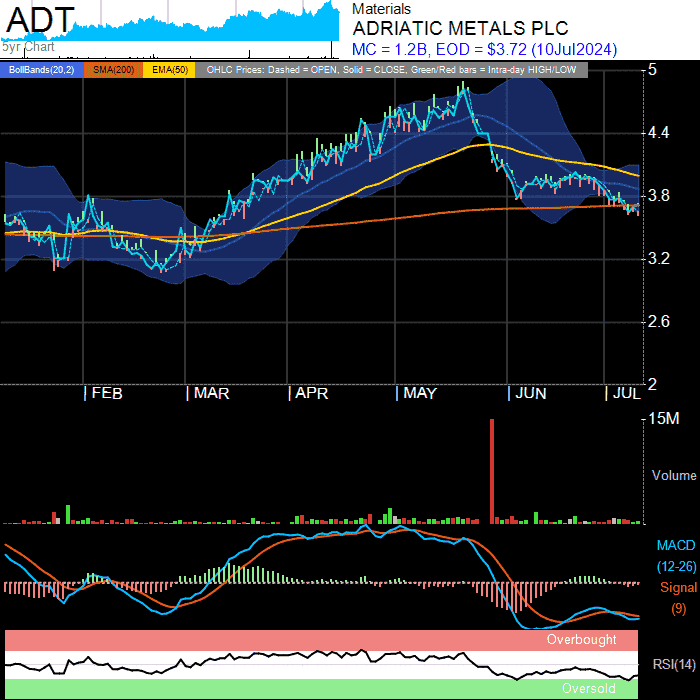 ADT
5yr Chart
Materials
ADRIATIC METALS PLC
MC = 1.2B, EOD = $3.72 (10Jul2024)
BollBands(20,2) SMA(200) EMA(50) OHLC Prices: Dashed = OPEN, Solid = CLOSE, Green/Red bars = Intra-day HIGH/LOW
5
4.4
3.8
3.2
2.6
2
FEB MAR APR MAY JUN JUL
15M
Volume
MACD
(12-26)
Signal
(9)
Overbought
RSI(14)
Oversold